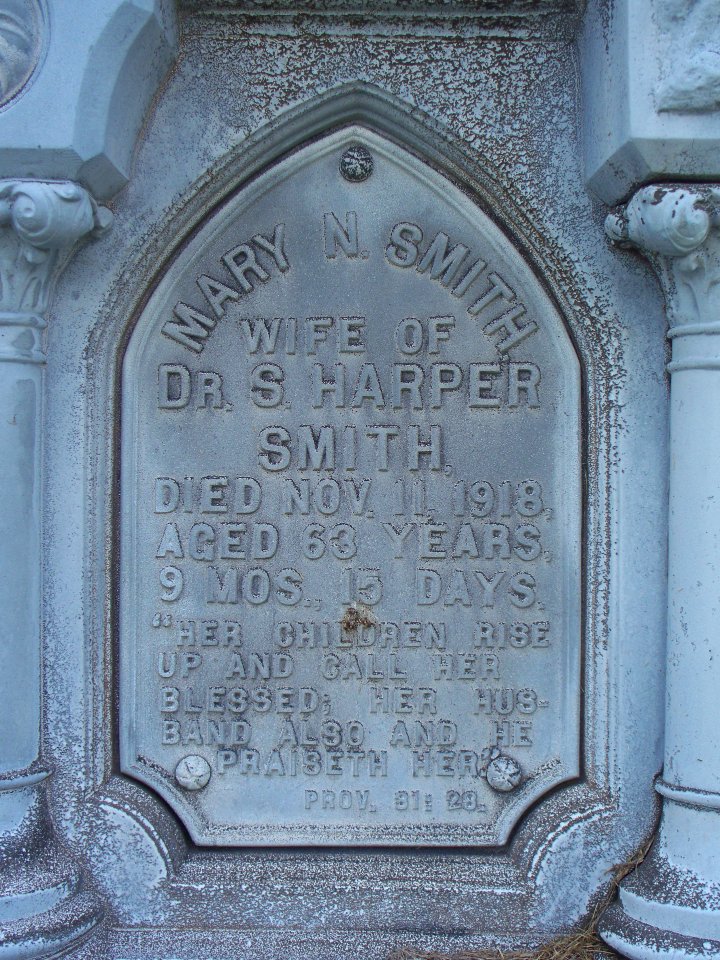 MARY N. SMITH
WIFE OF
DR. S. HARPER
SMITH,
DIED NOV. 11, 1918,
AGED 63 YEARS,
9 MOS., 15 DAYS.
"HER CHILDREN RISE
UP AND CALL HER
BLESSED; HER HUS-
BAND ALSO AND HE
PRAISETH HER"
PROV. 31: 28.